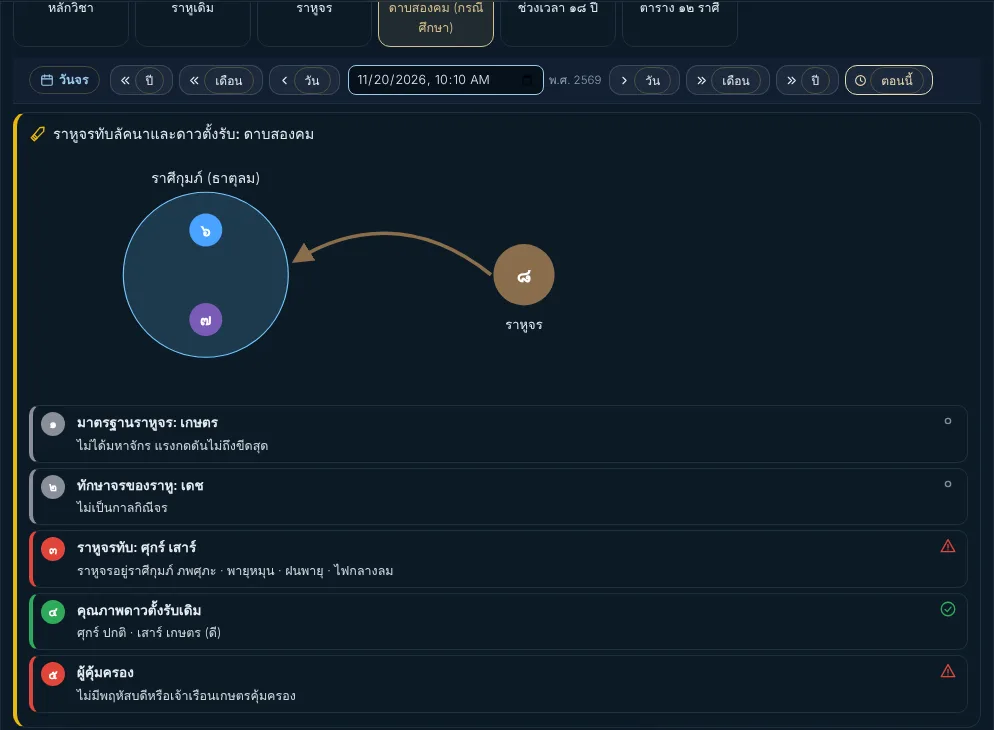 หลักวิชา
ราหูเดิม
ราหูจร
ดาบสองคม (กรณีศึกษา)
ช่วงเวลา ๑๘ ปี
ตาราง ๑๒ ราศี
วันจร
« ปี
« เดือน
‹ วัน
11/20/2026, 10:10 AM
พ.ศ. 2569
› วัน
» เดือน
» ปี
ตอนนี้
ราหูจรทับลัคนาและดาวตั้งรับ: ดาบสองคม
ราศีกุมภ์ (ธาตุลม)
๖
๗
๘
ราหูจร
๑ มาตรฐานราหูจร: เกษตร
ไม่ได้มหาจักร แรงกดดันไม่ถึงขีดสุด
๒ ทักษาจรของราหู: เดช
ไม่เป็นกาลกิณีจร
๓ ราหูจรทับ: ศุกร์ เสาร์
ราหูจรอยู่ราศีกุมภ์ ภพศุภะ · พายุหมุน · ฝนพายุ · ไฟกลางลม
๔ คุณภาพดาวตั้งรับเดิม
ศุกร์ ปกติ · เสาร์ เกษตร (ดี)
๕ ผู้คุ้มครอง
ไม่มีพฤหัสบดีหรือเจ้าเรือนเกษตรคุ้มครอง